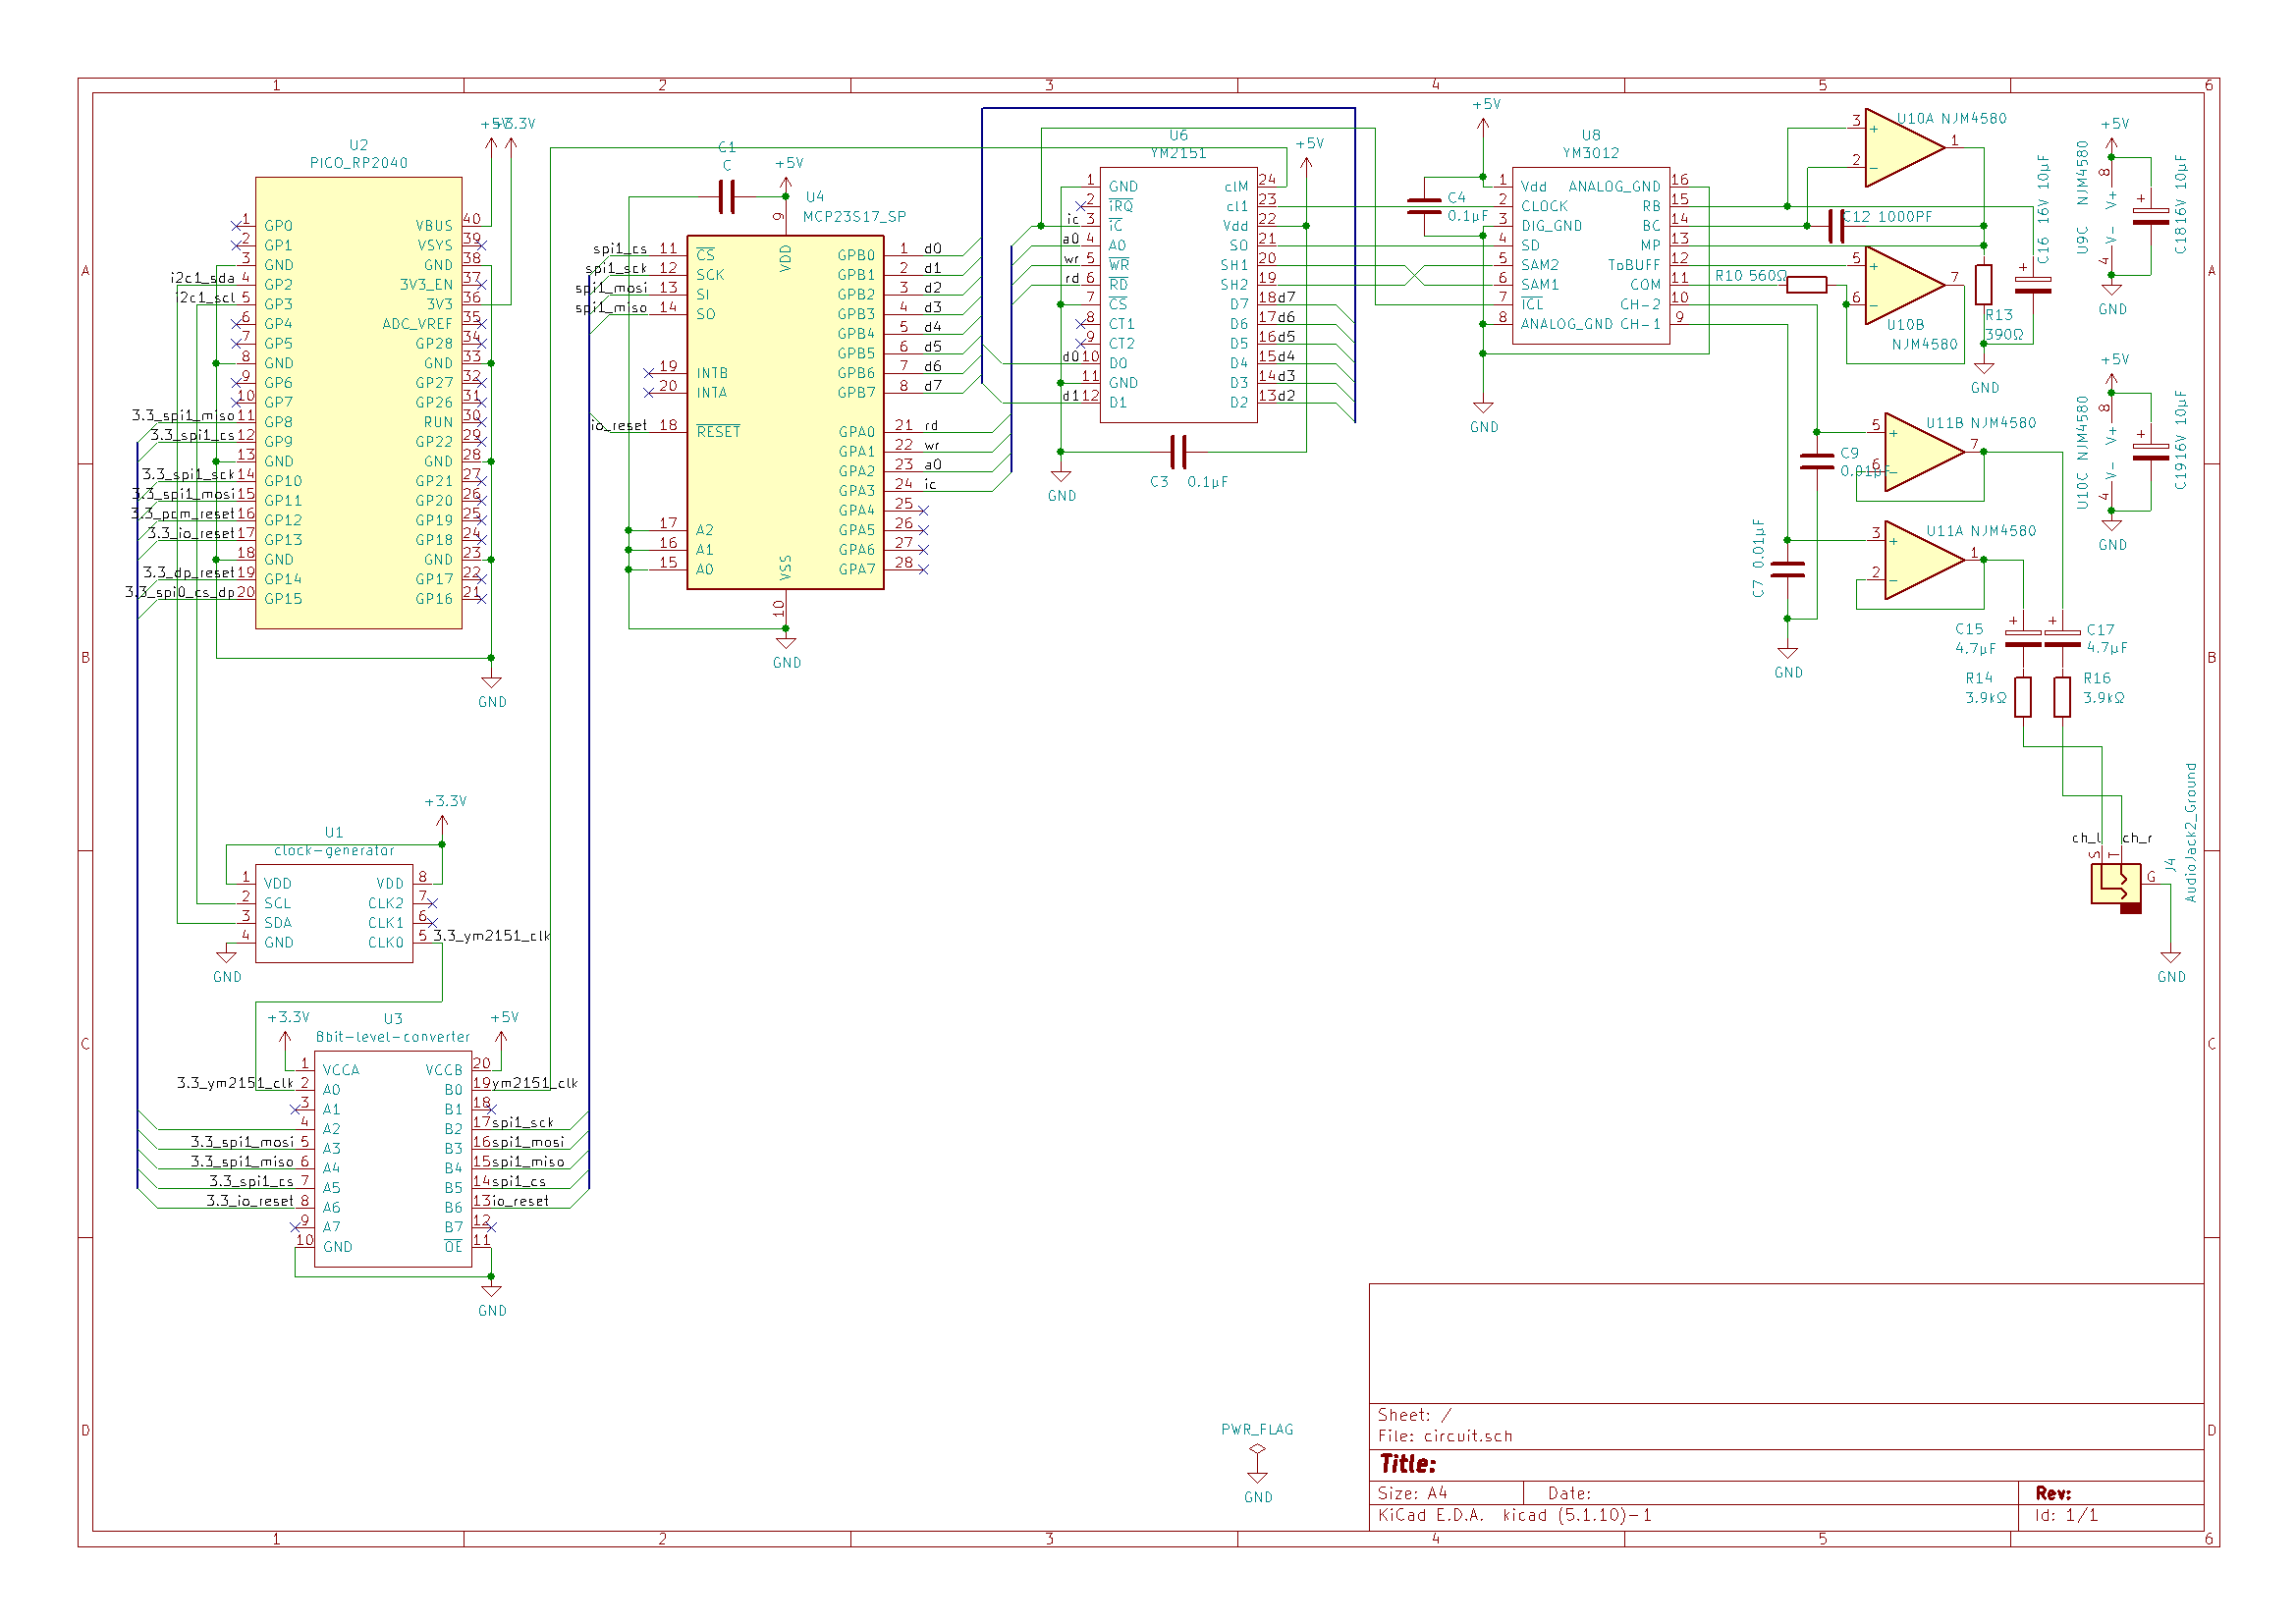 1 2 3 4 5 6
A
B
C
D
U2
PICO_RP2040
+5V
+3.3V
1 GP0
2 GP1
3 GND
i2c1_sda 4 GP2
i2c1_scl 5 GP3
6 GP4
7 GP5
8 GND
9 GP6
10 GP7
3.3_spi1_miso 11 GP8
3.3_spi1_cs 12 GP9
13 GND
3.3_spi1_sck 14 GP10
3.3_spi1_mosi 15 GP11
3.3_pcm_reset 16 GP12
3.3_io_reset 17 GP13
18 GND
3.3_dp_reset 19 GP14
3.3_spi0_cs_dp 20 GP15
VBUS 40
VSYS 39
GND 38
3V3_EN 37
3V3 36
ADC_VREF 35
GP28 34
GND 33
GP27 32
GP26 31
RUN 30
GP22 29
GND 28
GP21 27
GP20 26
GP19 25
GP18 24
GND 23
GP17 22
GP16 21
GND
+3.3V
U1
clock-generator
1 VDD
2 SCL
3 SDA
4 GND
VDD 8
CLK2 7
CLK1 6
CLK0 5 3.3_ym2151_clk
GND
+3.3V
U3
+5V
8bit-level-converter
1 VCCA
3.3_ym2151_clk 2 A0
3 A1
4 A2
3.3_spi1_mosi 5 A3
3.3_spi1_miso 6 A4
3.3_spi1_cs 7 A5
3.3_io_reset 8 A6
9 A7
10 GND
VCCB 20
B0 19 ym2151_clk
B1 18
B2 17 spi1_sck
B3 16 spi1_mosi
B4 15 spi1_miso
B5 14 spi1_cs
B6 13 io_reset
B7 12
OE 11
GND
C1
C
+5V
U4
MCP23S17_SP
9 VDD
spi1_cs 11 CS
spi1_sck 12 SCK
spi1_mosi 13 SI
spi1_miso 14 SO
19 INTB
20 INTA
io_reset 18 RESET
17 A2
16 A1
15 A0
VSS 10
GPB0 1 d0
GPB1 2 d1
GPB2 3 d2
GPB3 4 d3
GPB4 5 d4
GPB5 6 d5
GPB6 7 d6
GPB7 8 d7
GPA0 21 rd
GPA1 22 wr
GPA2 23 a0
GPA3 24 ic
GPA4 25
GPA5 26
GPA6 27
GPA7 28
GND
U6
YM2151
+5V
1 GND
2 IRQ
ic 3 IC
a0 4 A0
wr 5 WR
rd 6 RD
7 CS
8 CT1
9 CT2
d0 10 D0
11 GND
d1 12 D1
clM 24
cl1 23
Vdd 22
SO 21
SH1 20
SH2 19
D7 18 d7
D6 17 d6
D5 16 d5
D4 15 d4
D3 14 d3
D2 13 d2
C3 0.1µF
GND
+5V
C4
0.1µF
GND
U8
YM3012
1 Vdd
2 CLOCK
3 DIG_GND
4 SD
5 SAM2
6 SAM1
7 ICL
8 ANALOG_GND
ANALOG_GND 16
RB 15
BC 14
MP 13
ToBUFF 12
COM 11
CH-2 10
CH-1 9
R10 560Ω
C12 1000PF
U10A NJM4580
3 +
2 −
1
5 +
6 −
7
U10B
NJM4580
C16 16V 10µF
R13
390Ω
GND
U11B NJM4580
5 +
6 −
7
C9
0.01µF
U11A NJM4580
3 +
2 −
1
C7 0.01µF
GND
U9C NJM4580
+5V
8 V+
4 V-
C18 16V 10µF
GND
U10C NJM4580
+5V
8 V+
4 V-
C19 16V 10µF
GND
C15
4.7µF
C17
4.7µF
R14
3.9kΩ
R16
3.9kΩ
ch_l ch_r
S T G
J4
AudioJack2_Ground
GND
PWR_FLAG
GND
Sheet: /
File: circuit.sch
Title:
Size: A4 Date: Rev:
KiCad E.D.A. kicad (5.1.10)-1 Id: 1/1
1 2 3 4 5 6
A
B
C
D